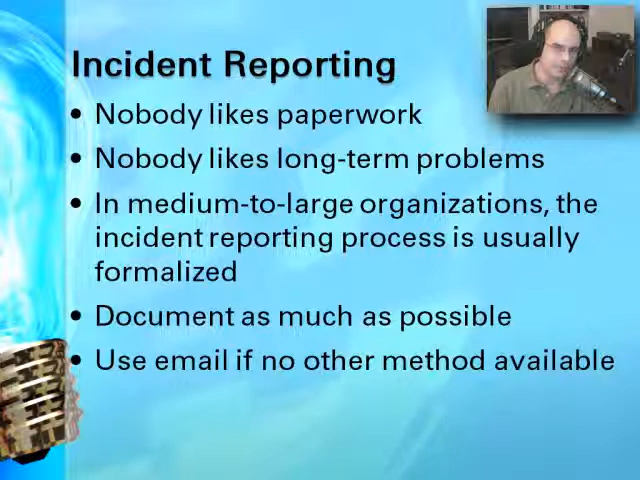 Incident Reporting
• Nobody likes paperwork
• Nobody likes long-term problems
• In medium-to-large organizations, the
incident reporting process is usually
formalized
• Document as much as possible
• Use email if no other method available